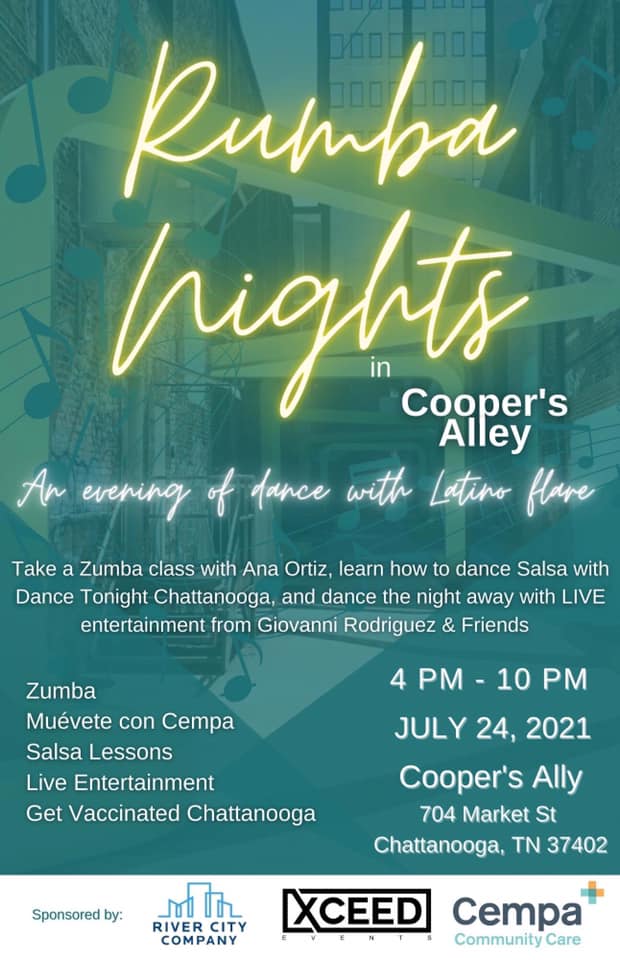 Rumba
Nights
in
Cooper's
Alley
An evening of dance with Latino flare
Take a Zumba class with Ana Ortiz, learn how to dance Salsa with
Dance Tonight Chattanooga, and dance the night away with LIVE
entertainment from Giovanni Rodriguez & Friends
Zumba
Muévete con Cempa
Salsa Lessons
Live Entertainment
Get Vaccinated Chattanooga
4 PM - 10 PM
JULY 24, 2021
Cooper's Ally
704 Market St
Chattanooga, TN 37402
Sponsored by:
RIVER CITY
COMPANY
XCEED
EVENTS
Cempa
Community Care